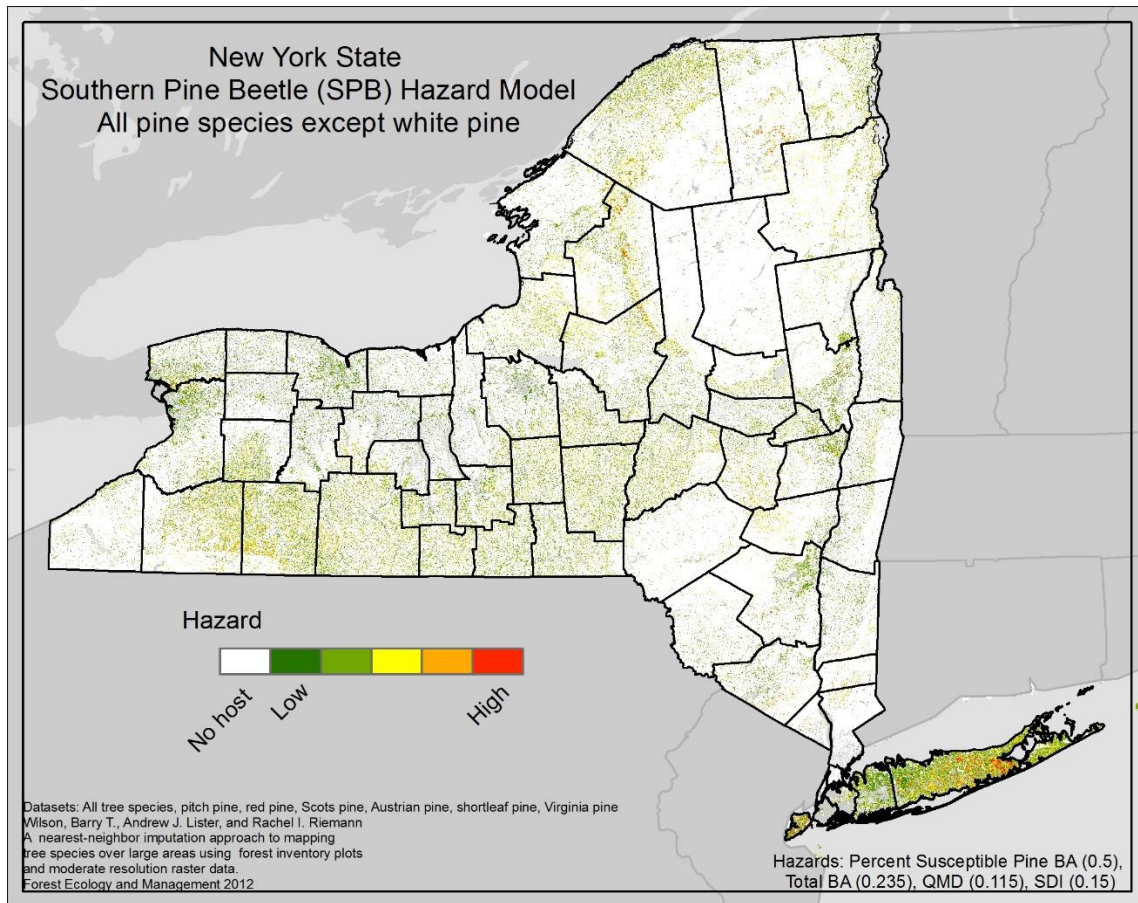 New York State
Southern Pine Beetle (SPB) Hazard Model
All pine species except white pine
Hazard
No host
Low
High
Datasets: All tree species, pitch pine, red pine, Scots pine, Austrian pine, shortleaf pine, Virginia pine
Wilson, Barry T., Andrew J. Lister, and Rachel I. Riemann
A nearest-neighbor imputation approach to mapping
tree species over large areas using forest inventory plots
and moderate resolution raster data.
Forest Ecology and Management 2012
Hazards: Percent Susceptible Pine BA (0.5),
Total BA (0.235), QMD (0.115), SDI (0.15)